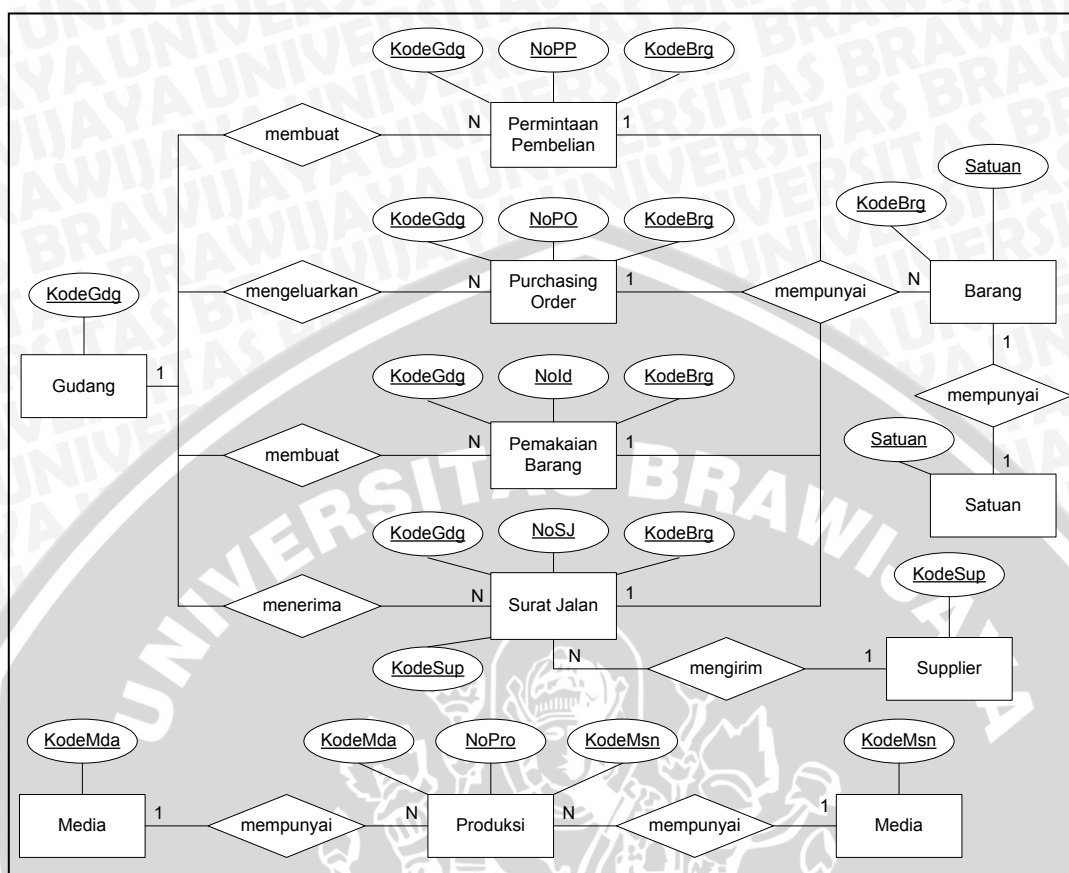 KodeGdg NoPP KodeBrg
membuat N Permintaan Pembelian 1
Satuan
KodeBrg
KodeGdg NoPO KodeBrg
KodeGdg
mengeluarkan N Purchasing Order 1 mempunyai N Barang
1
Gudang 1
KodeGdg NoId KodeBrg
mempunyai
membuat N Pemakaian Barang 1
Satuan
1
Satuan
KodeGdg NoSJ KodeBrg
KodeSup
menerima N Surat Jalan 1
KodeSup
N mengirim 1 Supplier
KodeMda
KodeMda NoPro KodeMsn
KodeMsn
Media 1 mempunyai N Produksi N mempunyai 1 Media
UNIVERSITAS BRAWIJAYA